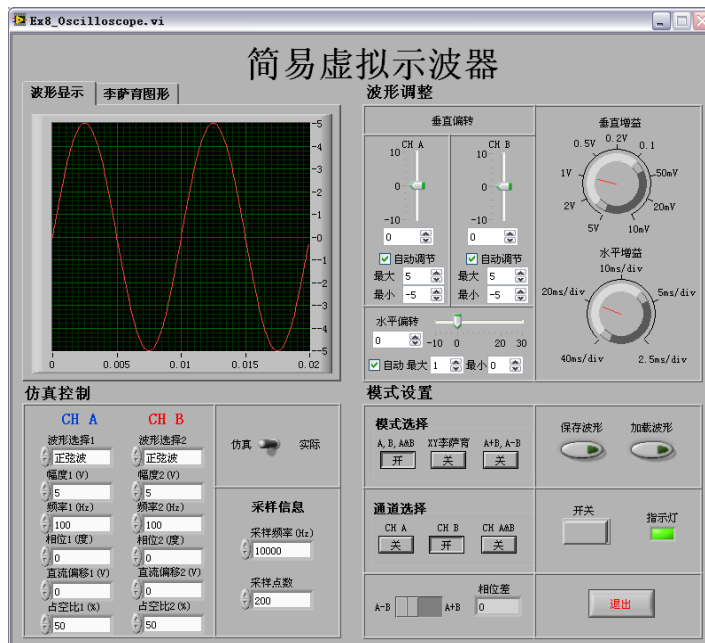 Ex8_Oscilloscope.vi
简易虚拟示波器
波形显示
李萨育图形
-5
-4
-3
-2
-1
-0
--1
--2
--3
--4
--5
0
0.005
0.01
0.015
0.02
波形调整
垂直偏转
CH A
10
0
-10
0
自动调节
最大 5
最小 -5
CH B
10
0
-10
0
自动调节
最大 5
最小 -5
水平偏转
0
-10 0 20 30
自动 最大 1 最小 0
垂直增益
0.5V 0.2V 0.1
1V 50mV
2V 20mV
5V 10mV
水平增益
10ms/div
20ms/div 5ms/div
40ms/div 2.5ms/div
仿真控制
CH A
波形选择1
正弦波
幅度1(V)
5
频率1(Hz)
100
相位1(度)
0
直流偏移1(V)
0
占空比1(%)
50
CH B
波形选择2
正弦波
幅度2(V)
5
频率2(Hz)
100
相位2(度)
0
直流偏移2(V)
0
占空比2(%)
50
仿真 实际
采样信息
采样频率(Hz)
10000
采样点数
200
模式设置
模式选择
A, B, A&B XY李萨育 A+B, A-B
开 关 关
保存波形 加载波形
通道选择
CH A CH B CH A&B
关 开 关
开关
指示灯
A-B A+B
相位差
0
退出